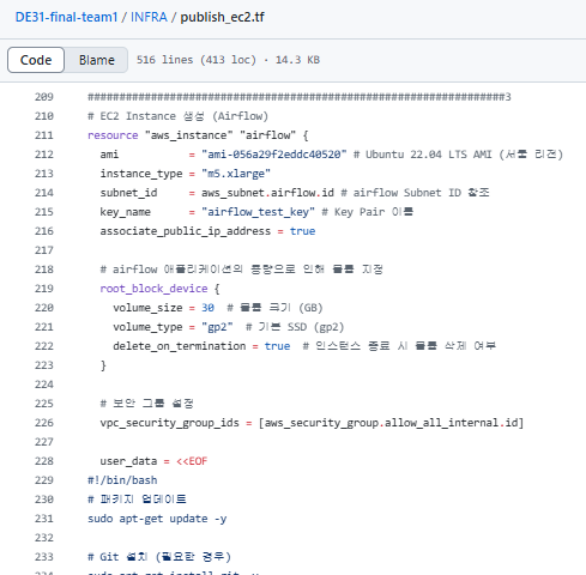 DE31-final-team1 / INFRA / publish_ec2.tf
Code Blame 516 lines (413 loc) · 14.3 KB
209 ##################################################################3
210 # EC2 Instance 생성 (Airflow)
211 resource "aws_instance" "airflow" {
212 ami = "ami-056a29f2eddc40520" # Ubuntu 22.04 LTS AMI (서울 리전)
213 instance_type = "m5.xlarge"
214 subnet_id = aws_subnet.airflow.id # airflow Subnet ID 참조
215 key_name = "airflow_test_key" # Key Pair 이름
216 associate_public_ip_address = true
217
218 # airflow 애플리케이션의 용량으로 인해 볼륨 지정
219 root_block_device {
220 volume_size = 30 # 볼륨 크기 (GB)
221 volume_type = "gp2" # 기본 SSD (gp2)
222 delete_on_termination = true # 인스턴스 종료 시 볼륨 삭제 여부
223 }
224
225 # 보안 그룹 설정
226 vpc_security_group_ids = [aws_security_group.allow_all_internal.id]
227
228 user_data = <<EOF
229 #!/bin/bash
230 # 패키지 업데이트
231 sudo apt-get update -y
232
233 # Git 설치 (필요한 경우)
234 sudo apt-get install git -y